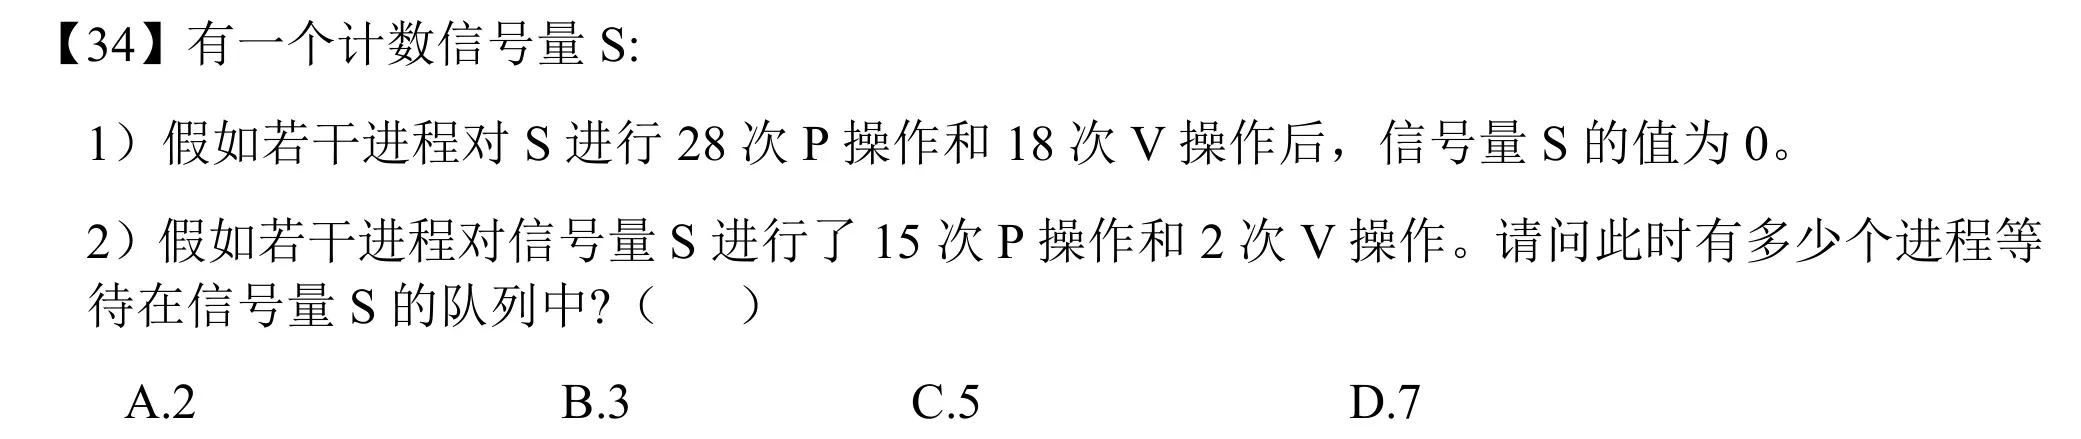 【34】有一个计数信号量 S:
1）假如若干进程对 S 进行 28 次 P 操作和 18 次 V 操作后，信号量 S 的值为 0。
2）假如若干进程对信号量 S 进行了 15 次 P 操作和 2 次 V 操作。请问此时有多少个进程等
待在信号量 S 的队列中?（　　）
A.2 B.3 C.5 D.7